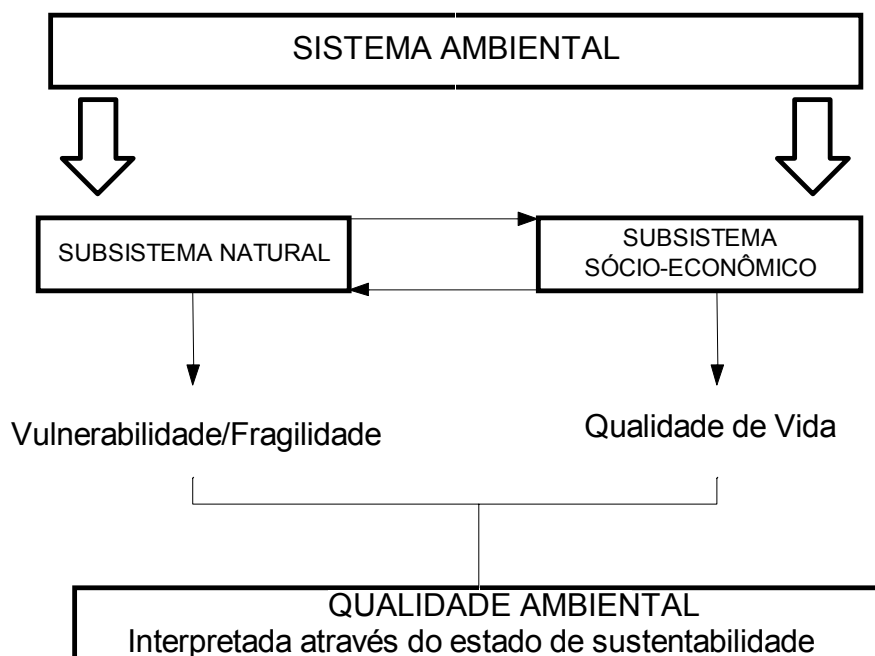 SISTEMA AMBIENTAL
SUBSISTEMA NATURAL
SUBSISTEMA
SÓCIO-ECONÔMICO
Vulnerabilidade/Fragilidade
Qualidade de Vida
QUALIDADE AMBIENTAL
Interpretada através do estado de sustentabilidade